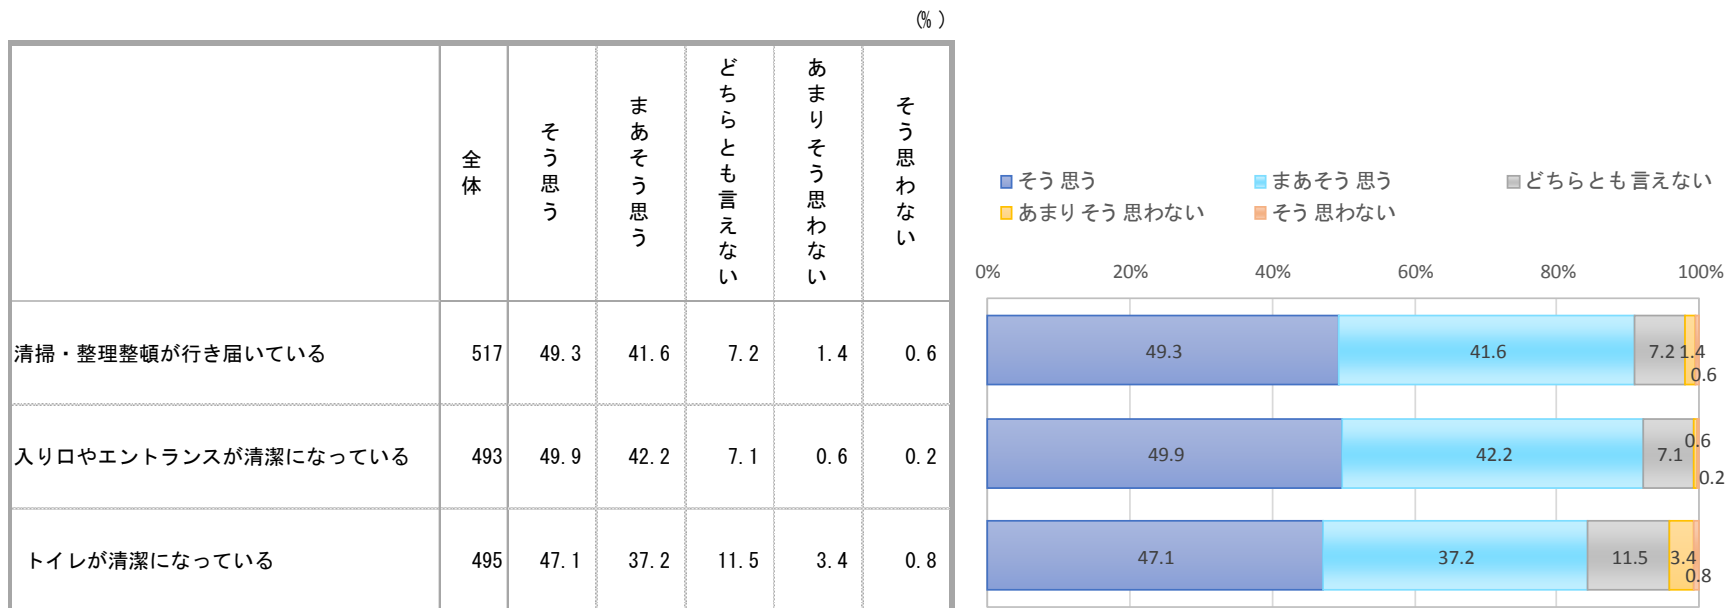 (%)
全体
そう思う
まあそう思う
どちらとも言えない
あまりそう思わない
そう思わない
清掃・整理整頓が行き届いている 517 49.3 41.6 7.2 1.4 0.6
入り口やエントランスが清潔になっている 493 49.9 42.2 7.1 0.6 0.2
トイレが清潔になっている 495 47.1 37.2 11.5 3.4 0.8
そう思う まあそう思う どちらとも言えない
あまりそう思わない そう思わない
0% 20% 40% 60% 80% 100%
49.3 41.6 7.2 1.4
0.6
49.9 42.2 7.1 0.6
0.2
47.1 37.2 11.5 3.4
0.8